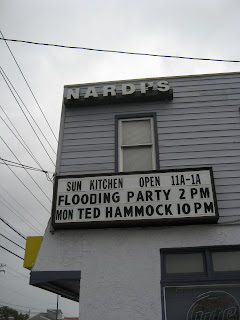 NARDI'S
SUN KITCHEN OPEN 11A-1A
FLOODING PARTY 2 PM
MON TED HAMMOCK 10 PM